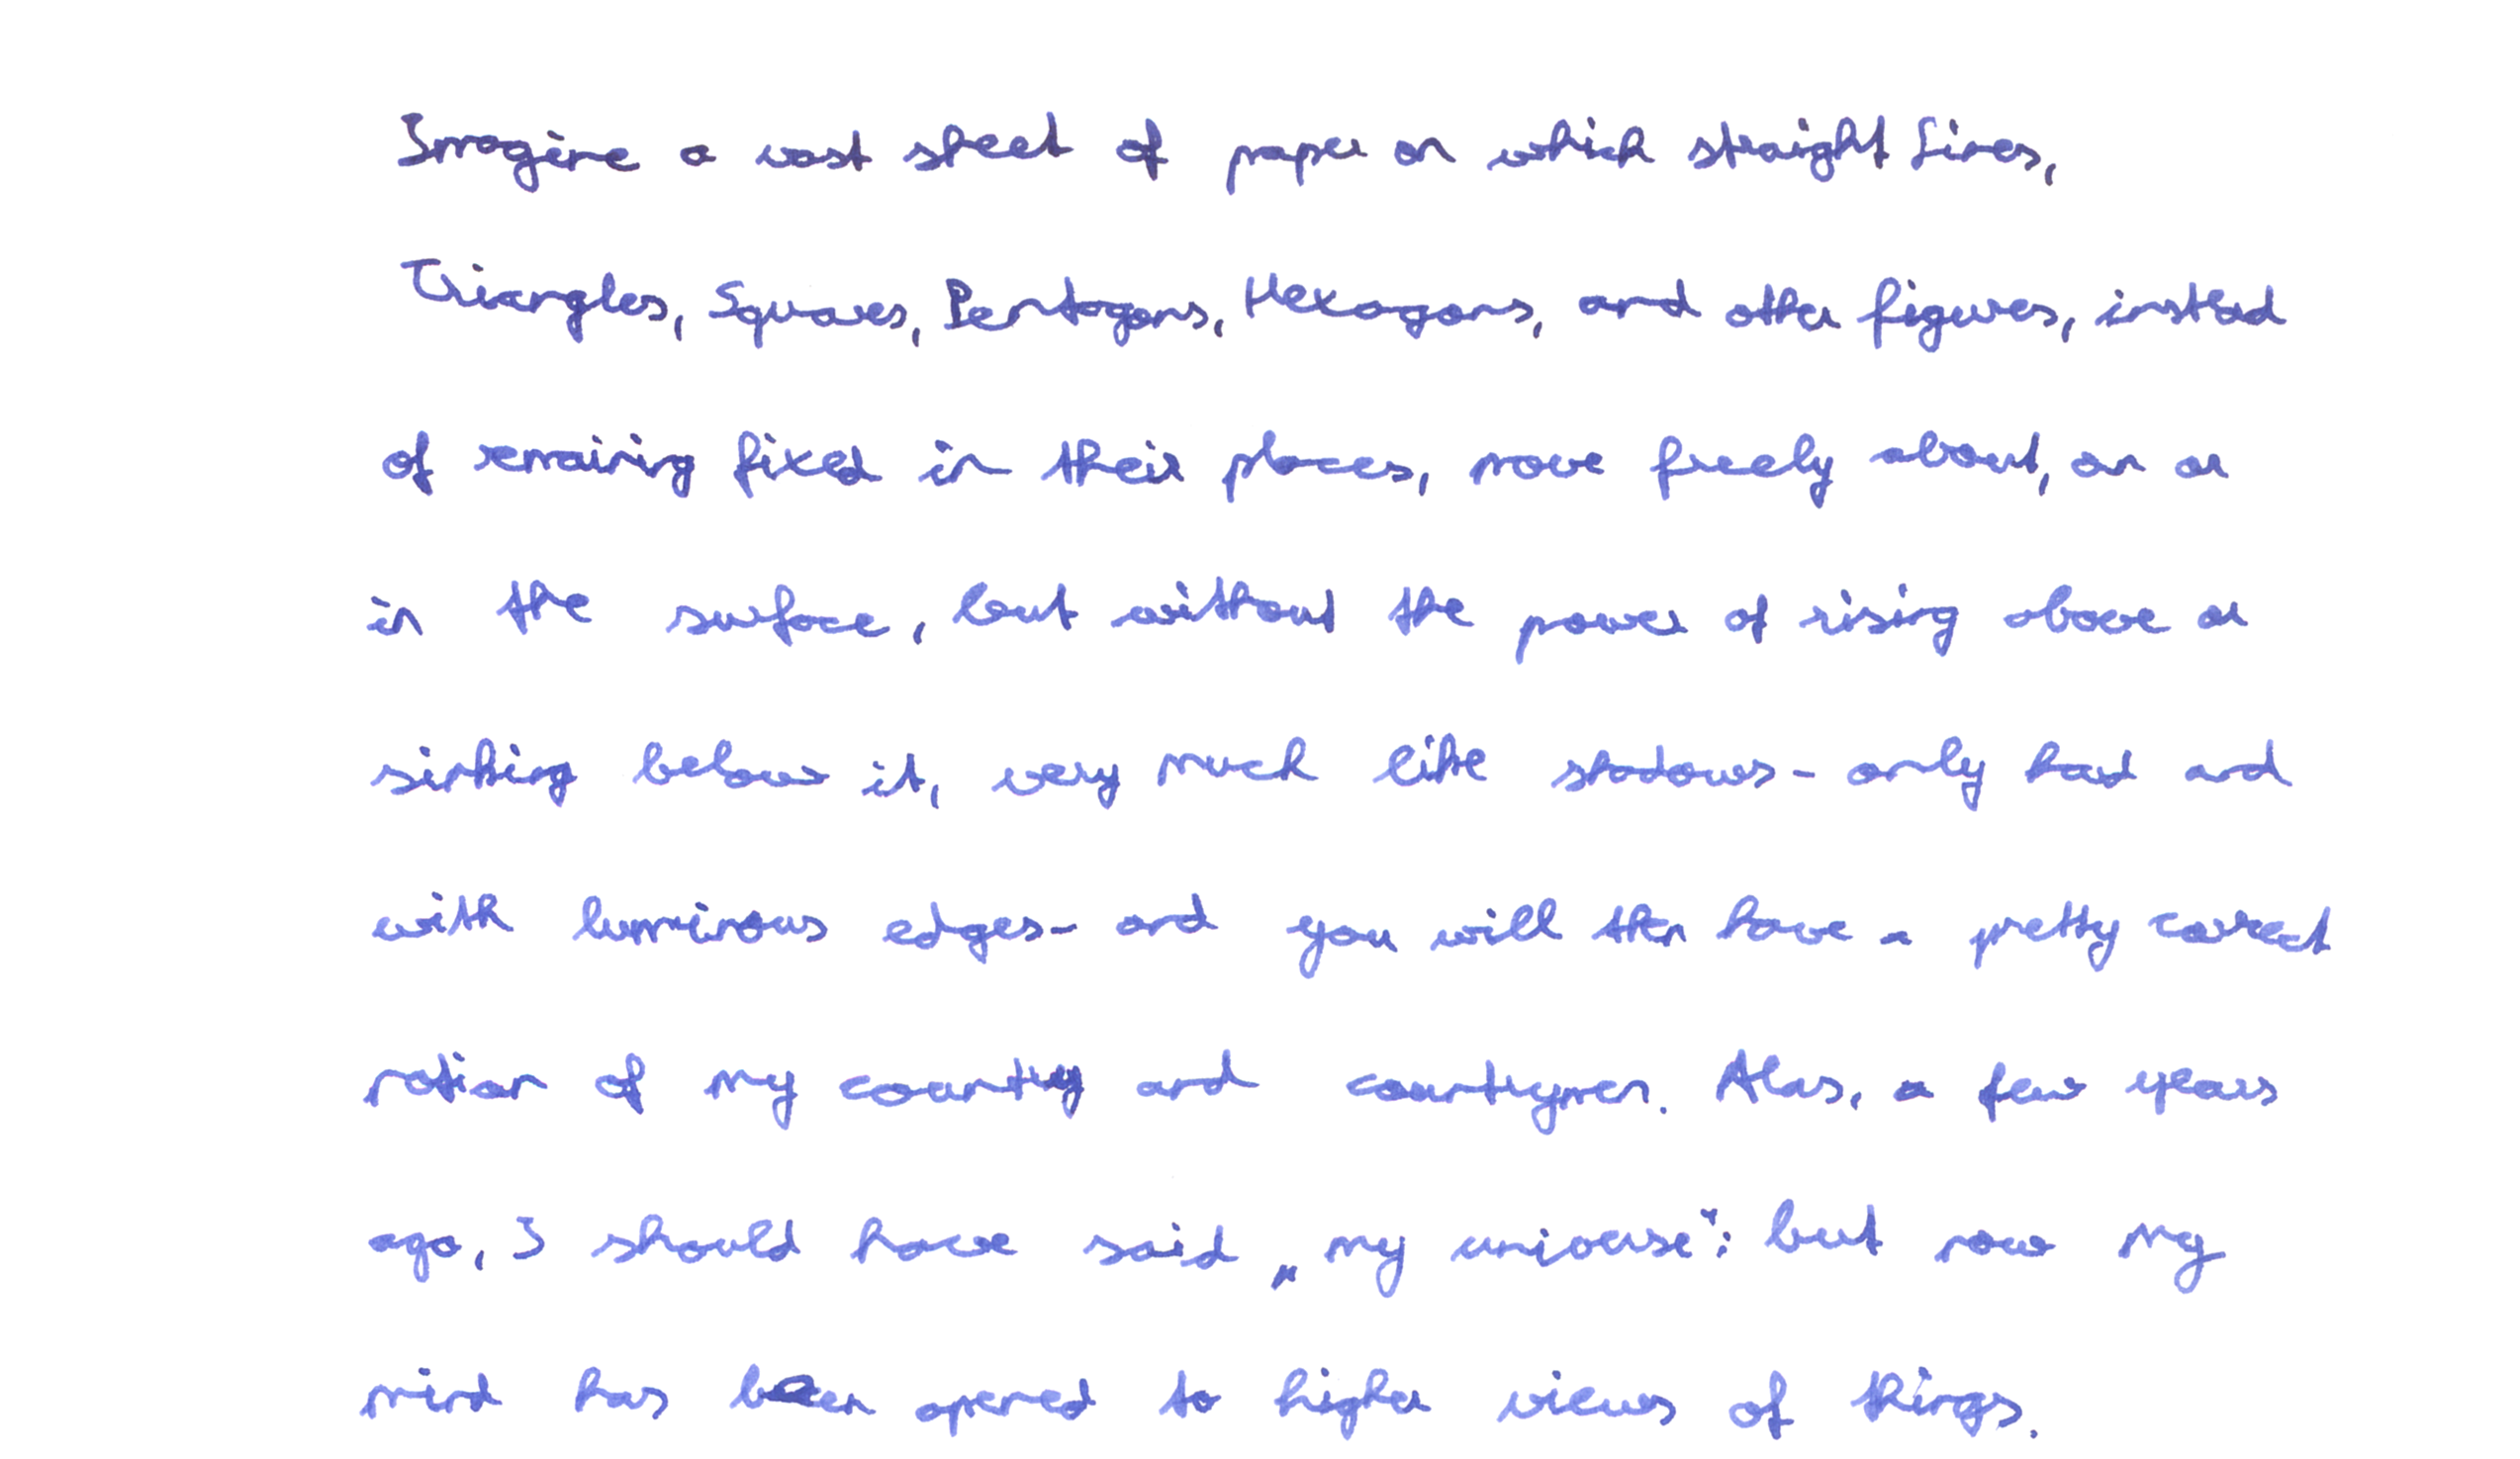 Imagine a vast sheet of paper on which straight Lines,
Triangles, Squares, Pentagons, Hexagons, and other figures, instead
of remaining fixed in their places, move freely about, on or
in the surface, but without the power of rising above or
sinking below it, very much like shadows - only hard and
with luminous edges - and you will then have a pretty correct
notion of my country and countrymen. Alas, a few years
ago, I should have said „my universe“: but now my
mind has been opened to higher views of things.